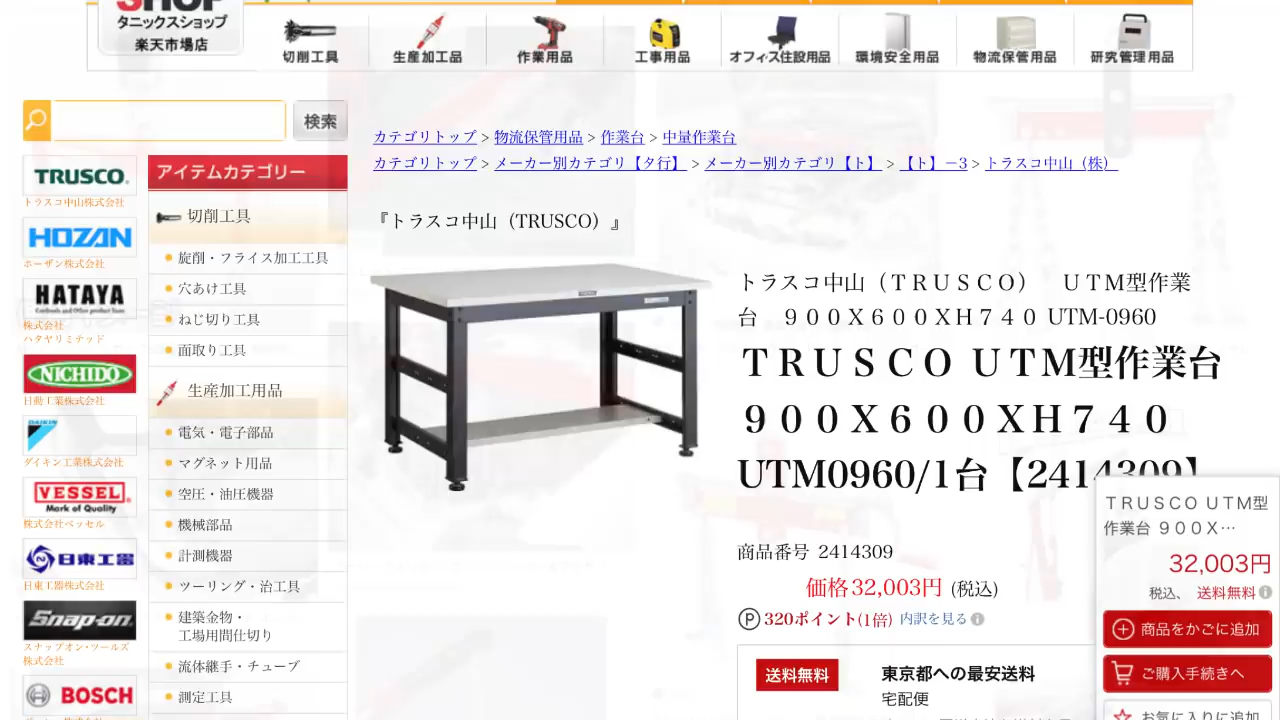 SHOP
タニックスショップ
楽天市場店
切削工具
生産加工品
作業用品
工事用品
オフィス住設用品
環境安全用品
物流保管用品
研究管理用品
検索
TRUSCO
トラスコ中山株式会社
HOZAN
ホーザン株式会社
HATAYA
株式会社
ハタヤリミテッド
NICHIDO
日動工業株式会社
DAIKIN
ダイキン工業株式会社
VESSEL
Mark of Quality
株式会社ベッセル
日東工器
日東工器株式会社
Snap-on
スナップオン・ツールズ
株式会社
BOSCH
アイテムカテゴリー
切削工具
旋削・フライス加工工具
穴あけ工具
ねじ切り工具
面取り工具
生産加工用品
電気・電子部品
マグネット用品
空圧・油圧機器
機械部品
計測機器
ツーリング・治工具
建築金物・
工場用間仕切り
流体継手・チューブ
測定工具
カテゴリトップ > 物流保管用品 > 作業台 > 中量作業台
カテゴリトップ > メーカー別カテゴリ【タ行】 > メーカー別カテゴリ【ト】 > 【ト】－3 > トラスコ中山（株）
『トラスコ中山（TRUSCO）』
トラスコ中山（ＴＲＵＳＣＯ）　ＵＴＭ型作業
台　９００Ｘ６００ＸＨ７４０ UTM-0960
ＴＲＵＳＣＯ ＵＴＭ型作業台
９００Ｘ６００ＸＨ７４０
UTM0960/1台【2414309】
商品番号 2414309
価格 32,003円 (税込)
320ポイント(1倍) 内訳を見る
送料無料
東京都への最安送料
宅配便
ＴＲＵＳＣＯ ＵＴＭ型
作業台 ９００Ｘ…
32,003円
税込、 送料無料
商品をかごに追加
ご購入手続きへ
お気に入りに追加